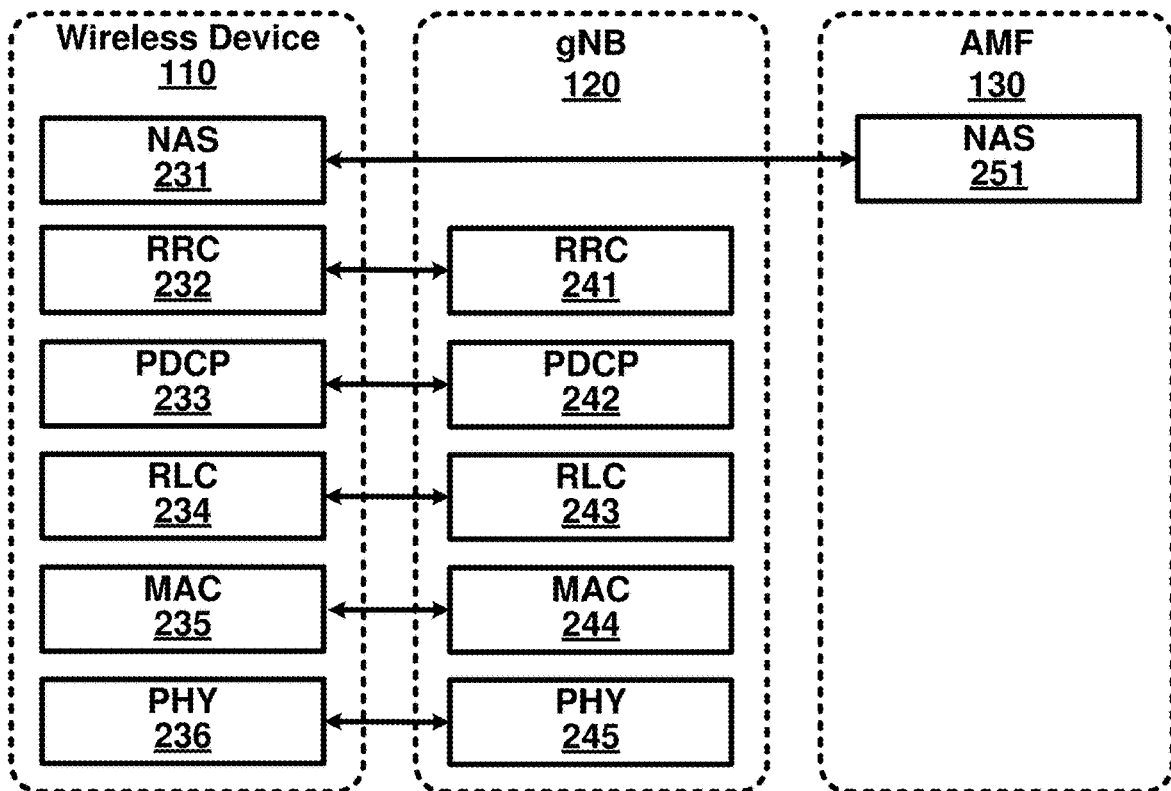 Wireless Device
110
NAS
231
RRC
232
PDCP
233
RLC
234
MAC
235
PHY
236
gNB
120
RRC
241
PDCP
242
RLC
243
MAC
244
PHY
245
AMF
130
NAS
251